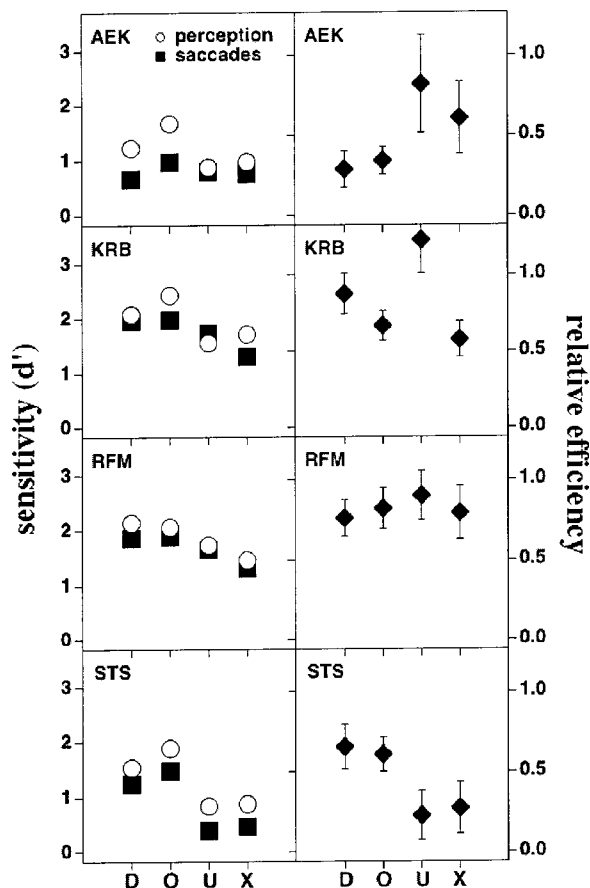 AEK
perception
saccades
3
2
1
0
AEK
1.0
0.5
0.0
KRB
3
2
1
0
KRB
1.0
0.5
0.0
RFM
3
2
1
0
RFM
1.0
0.5
0.0
STS
3
2
1
0
STS
1.0
0.5
0.0
D O U X
D O U X
sensitivity (d')
relative efficiency